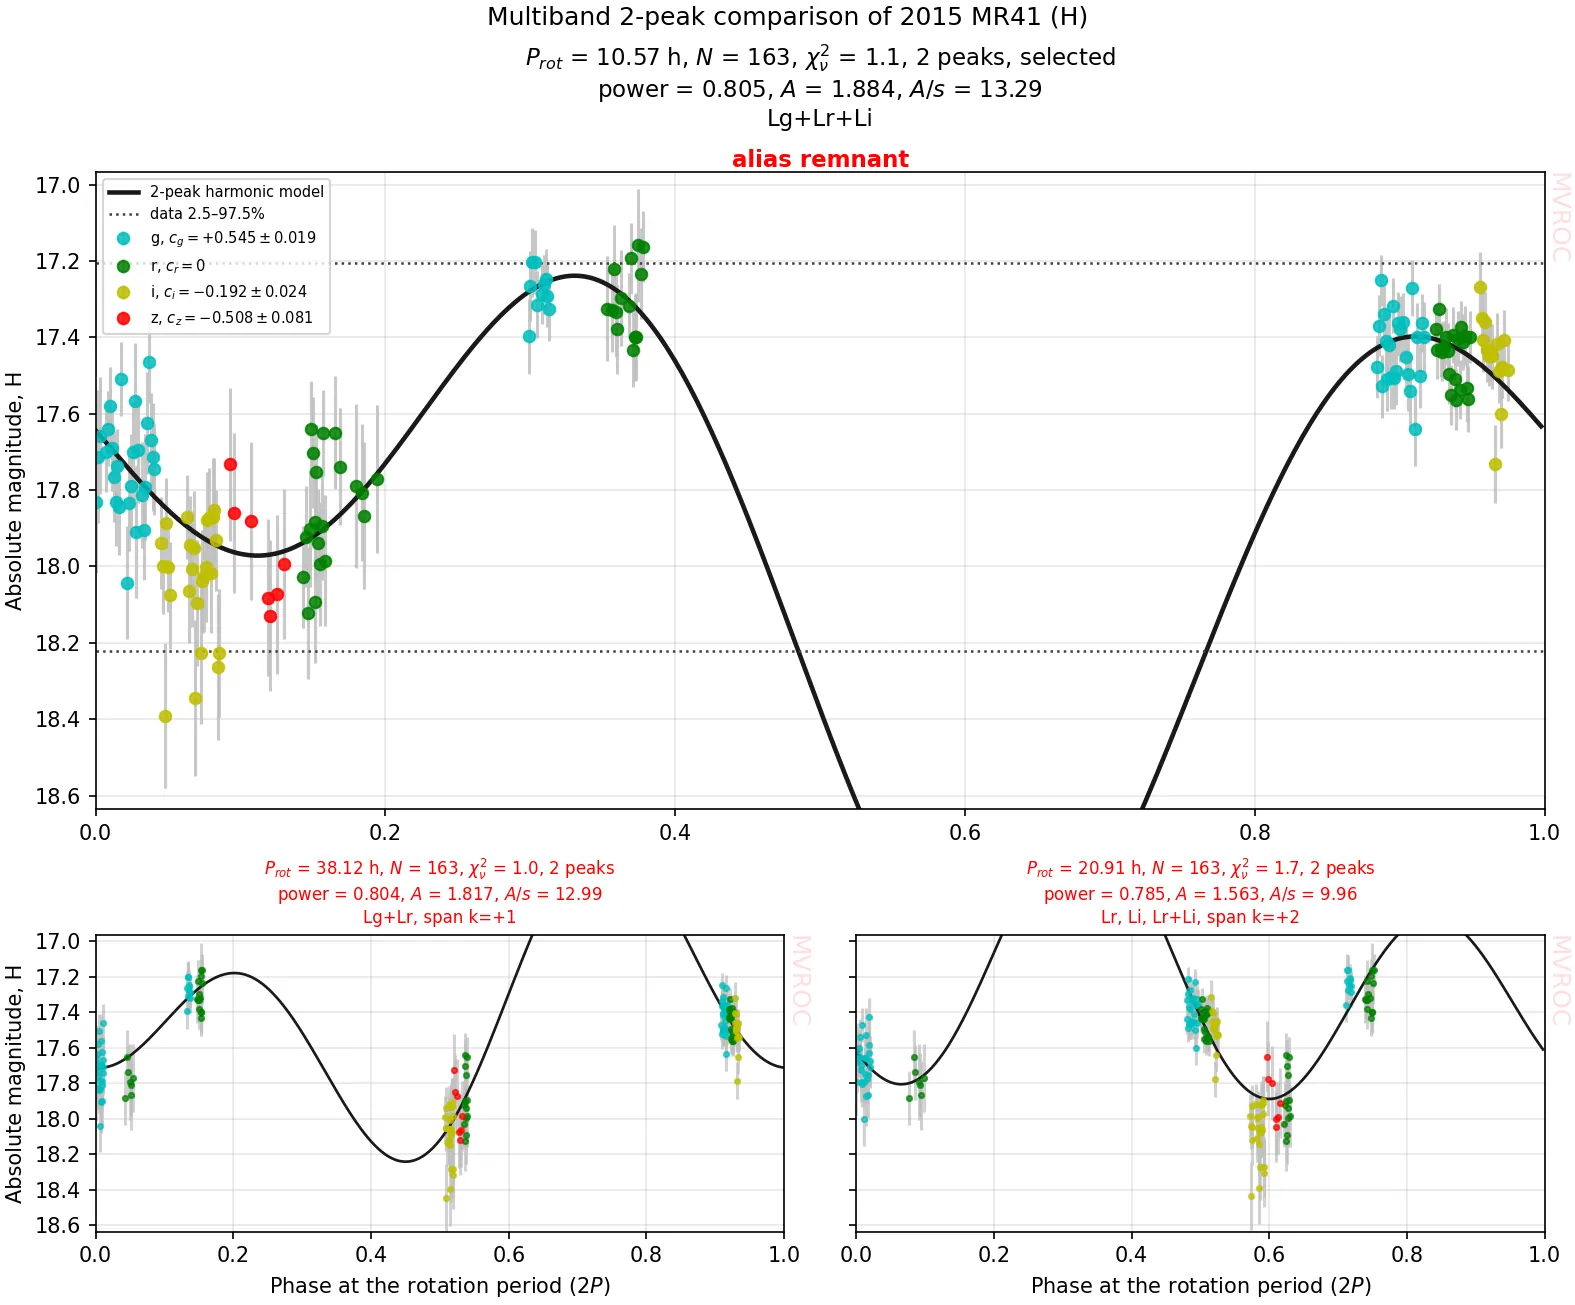 Multiband 2-peak comparison of 2015 MR41 (H)
P_rot = 10.57 h, N = 163, χ²_ν = 1.1, 2 peaks, selected
power = 0.805, A = 1.884, A/s = 13.29
Lg+Lr+Li
alias remnant
2-peak harmonic model
data 2.5–97.5%
g, c_g = +0.545 ± 0.019
r, c_r = 0
i, c_i = −0.192 ± 0.024
z, c_z = −0.508 ± 0.081
MVROC
Absolute magnitude, H
17.0
17.2
17.4
17.6
17.8
18.0
18.2
18.4
18.6
0.0 0.2 0.4 0.6 0.8 1.0
P_rot = 38.12 h, N = 163, χ²_ν = 1.0, 2 peaks
power = 0.804, A = 1.817, A/s = 12.99
Lg+Lr, span k=+1
MVROC
Absolute magnitude, H
17.0
17.2
17.4
17.6
17.8
18.0
18.2
18.4
18.6
0.0 0.2 0.4 0.6 0.8 1.0
Phase at the rotation period (2P)
P_rot = 20.91 h, N = 163, χ²_ν = 1.7, 2 peaks
power = 0.785, A = 1.563, A/s = 9.96
Lr, Li, Lr+Li, span k=+2
MVROC
0.0 0.2 0.4 0.6 0.8 1.0
Phase at the rotation period (2P)